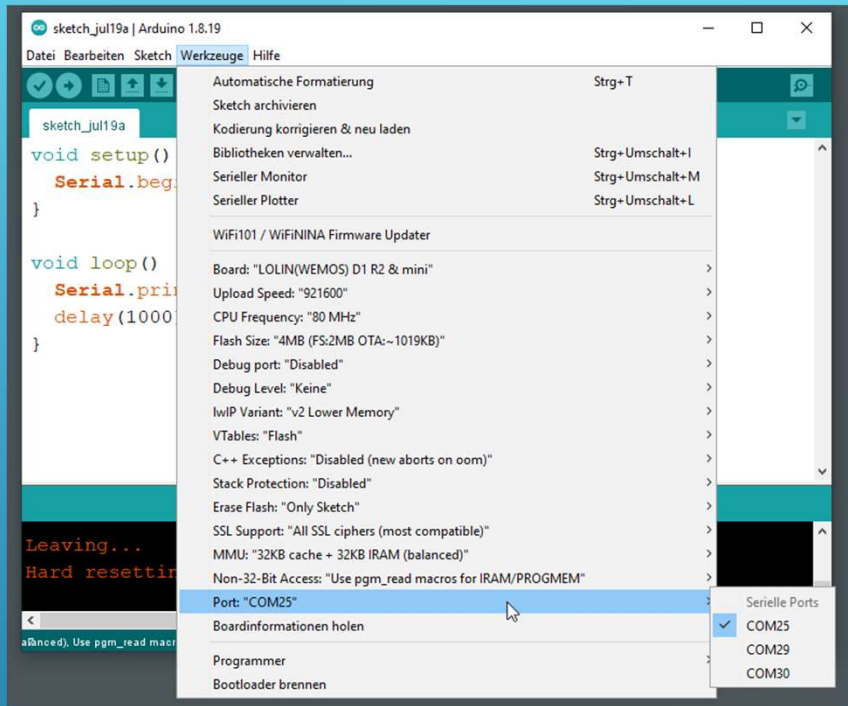 sketch_jul19a | Arduino 1.8.19
Datei Bearbeiten Sketch Werkzeuge Hilfe
sketch_jul19a
void setup()
Serial.beg
}
void loop()
Serial.prin
delay(1000)
}
Leaving...
Hard resettin
Automatische Formatierung Strg+T
Sketch archivieren
Kodierung korrigieren & neu laden
Bibliotheken verwalten... Strg+Umschalt+I
Serieller Monitor Strg+Umschalt+M
Serieller Plotter Strg+Umschalt+L
WiFi101 / WiFiNINA Firmware Updater
Board: "LOLIN(WEMOS) D1 R2 & mini"
Upload Speed: "921600"
CPU Frequency: "80 MHz"
Flash Size: "4MB (FS:2MB OTA:~1019KB)"
Debug port: "Disabled"
Debug Level: "Keine"
lwIP Variant: "v2 Lower Memory"
VTables: "Flash"
C++ Exceptions: "Disabled (new aborts on oom)"
Stack Protection: "Disabled"
Erase Flash: "Only Sketch"
SSL Support: "All SSL ciphers (most compatible)"
MMU: "32KB cache + 32KB IRAM (balanced)"
Non-32-Bit Access: "Use pgm_read macros for IRAM/PROGMEM"
Port: "COM25"
Boardinformationen holen
Programmer
Bootloader brennen
Serielle Ports
COM25
COM29
COM30
Use pgm_read macr